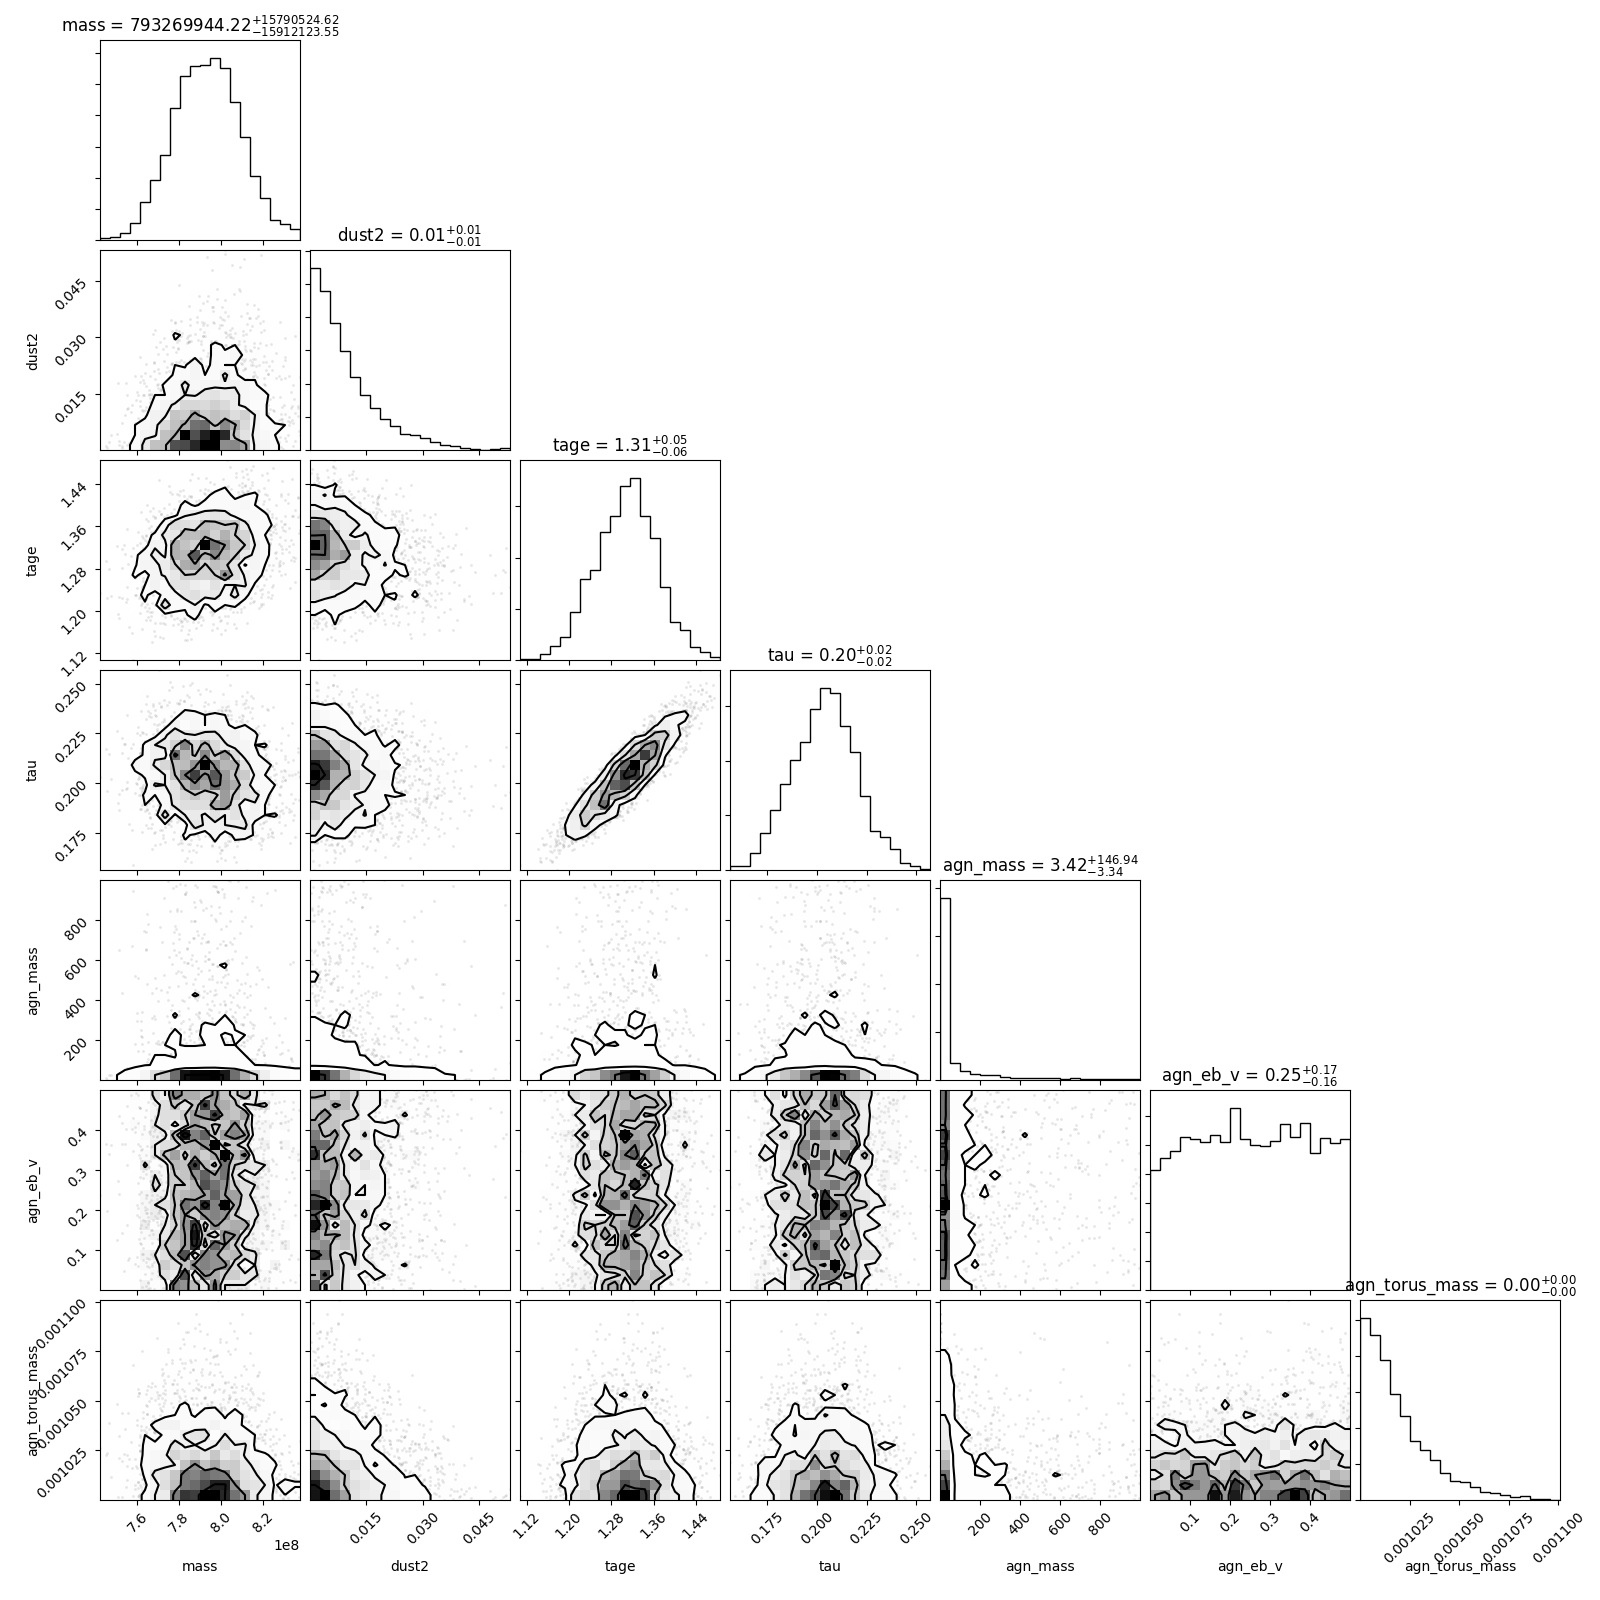 mass = 793269944.22+15790524.62−15912123.55
dust2 = 0.01+0.01−0.01
0.045
0.030
0.015
dust2
tage = 1.31+0.05−0.06
1.44
1.36
1.28
1.20
1.12
tage
tau = 0.20+0.02−0.02
0.250
0.225
0.200
0.175
tau
agn_mass = 3.42+146.94−3.34
800
600
400
200
agn_mass
agn_eb_v = 0.25+0.17−0.16
0.4
0.3
0.2
0.1
agn_eb_v
agn_torus_mass = 0.00+0.00−0.00
0.001100
0.001075
0.001050
0.001025
agn_torus_mass
7.6 7.8 8.0 8.2
1e8
0.015 0.030 0.045
1.12 1.20 1.28 1.36 1.44
0.175 0.200 0.225 0.250
200 400 600 800
0.1 0.2 0.3 0.4
0.001025 0.001050 0.001075 0.001100
mass dust2 tage tau agn_mass agn_eb_v agn_torus_mass